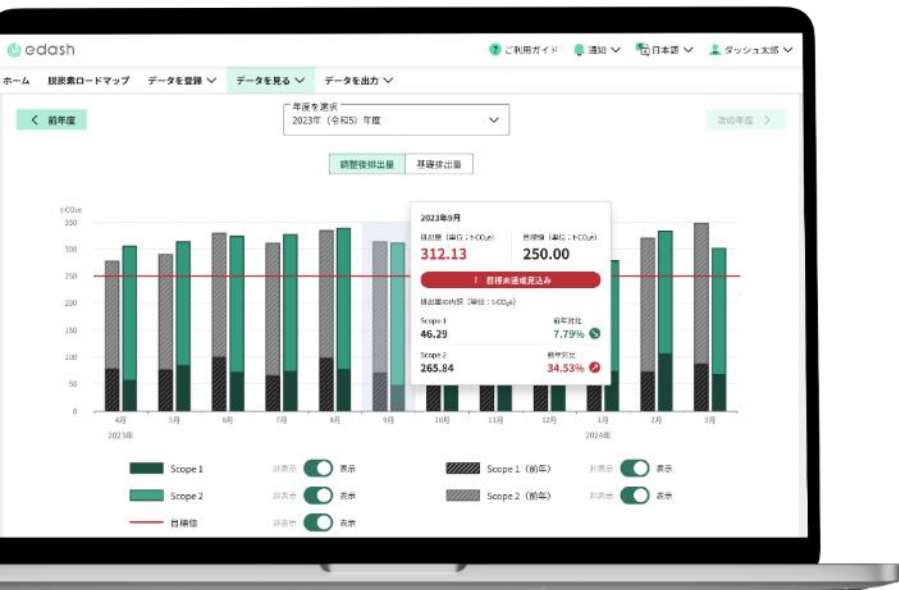 edash
ご利用ガイド 通知 日本語 ダッシュ太郎
ホーム 脱炭素ロードマップ データを登録 データを見る データを出力
前年度
年度を選択
2023年（令和5）年度
次の年度
調整後排出量 基礎排出量
t-CO₂e
350
300
250
200
150
100
50
0
4月 5月 6月 7月 8月 9月 10月 11月 12月 1月 2月 3月
2023年 2024年
2023年9月
排出量（単位：t-CO₂e） 目標値（単位：t-CO₂e）
312.13 250.00
! 目標未達成見込み
排出量の内訳（単位：t-CO₂e）
Scope 1 前年対比
46.29 7.79%
Scope 2 前年対比
265.84 34.53%
Scope 1 非表示 表示 Scope 1（前年） 非表示 表示
Scope 2 非表示 表示 Scope 2（前年） 非表示 表示
目標値 非表示 表示